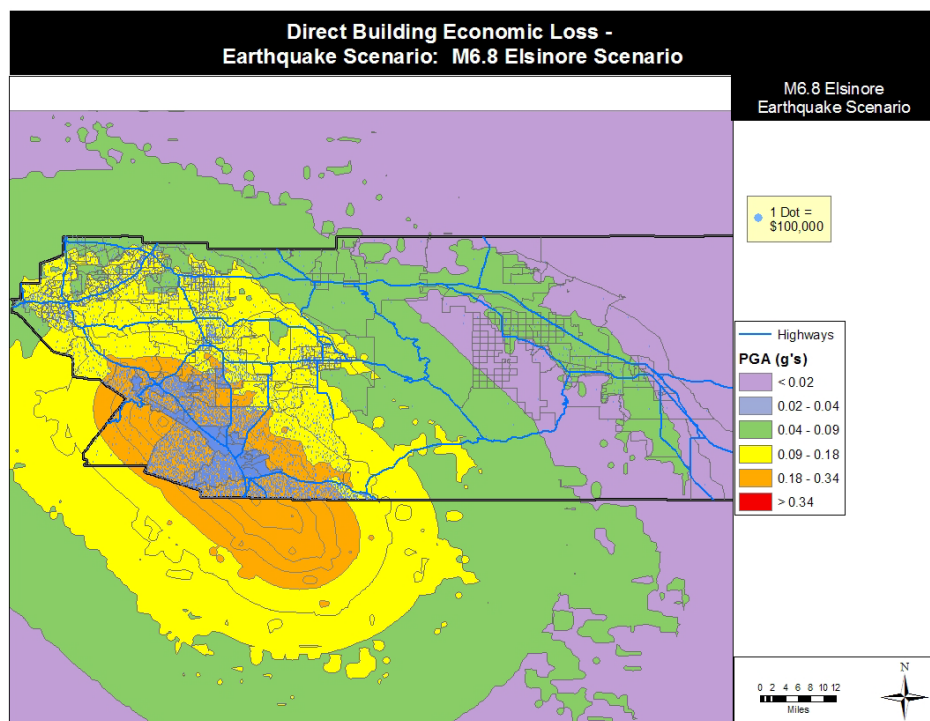 Direct Building Economic Loss -
Earthquake Scenario: M6.8 Elsinore Scenario
M6.8 Elsinore
Earthquake Scenario
1 Dot =
$100,000
Highways
PGA (g's)
< 0.02
0.02 - 0.04
0.04 - 0.09
0.09 - 0.18
0.18 - 0.34
> 0.34
N
0 2 4 6 8 10 12
Miles